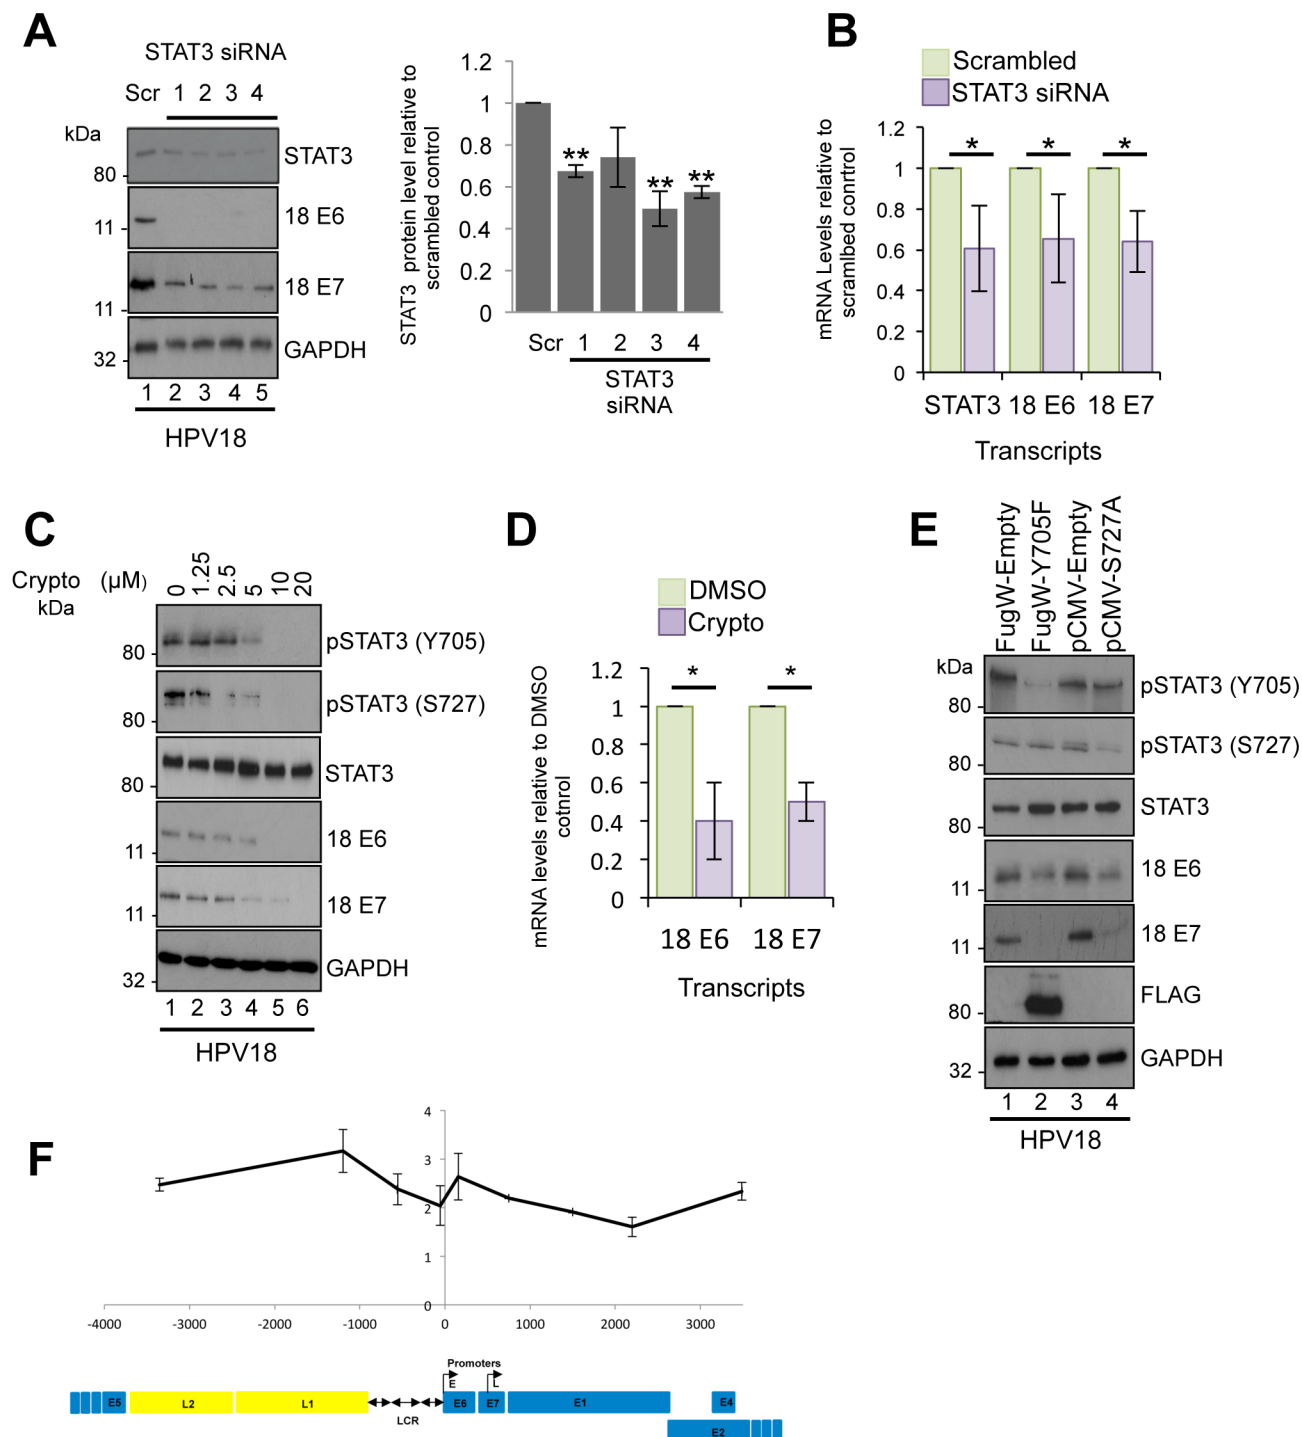 A
STAT3 siRNA
Scr 1 2 3 4
kDa
STAT3
80
18 E6
11
18 E7
11
GAPDH
32
1 2 3 4 5
HPV18
STAT3 protein level relative to
scrambled control
1.2
1
0.8
0.6
0.4
0.2
0
** ** **
Scr 1 2 3 4
STAT3
siRNA
B
Scrambled
STAT3 siRNA
mRNA Levels relative to
scramlbed conrtrol
1.2
1
0.8
0.6
0.4
0.2
0
* * *
STAT3 18 E6 18 E7
Transcripts
C
Crypto (µM) 0 1.25 2.5 5 10 20
kDa
pSTAT3 (Y705)
80
pSTAT3 (S727)
80
STAT3
80
18 E6
11
18 E7
11
GAPDH
32
1 2 3 4 5 6
HPV18
D
DMSO
Crypto
mRNA levels relative to DMSO
cotnrol
1.2
1
0.8
0.6
0.4
0.2
0
* *
18 E6 18 E7
Transcripts
E
FugW-Empty
FugW-Y705F
pCMV-Empty
pCMV-S727A
kDa
pSTAT3 (Y705)
80
pSTAT3 (S727)
80
STAT3
80
18 E6
11
18 E7
11
FLAG
80
GAPDH
32
1 2 3 4
HPV18
F
4
3
2
1
0
-4000 -3000 -2000 -1000 0 1000 2000 3000
Promoters
E L
E5 L2 L1 E6 E7 E1 E4
LCR
E2